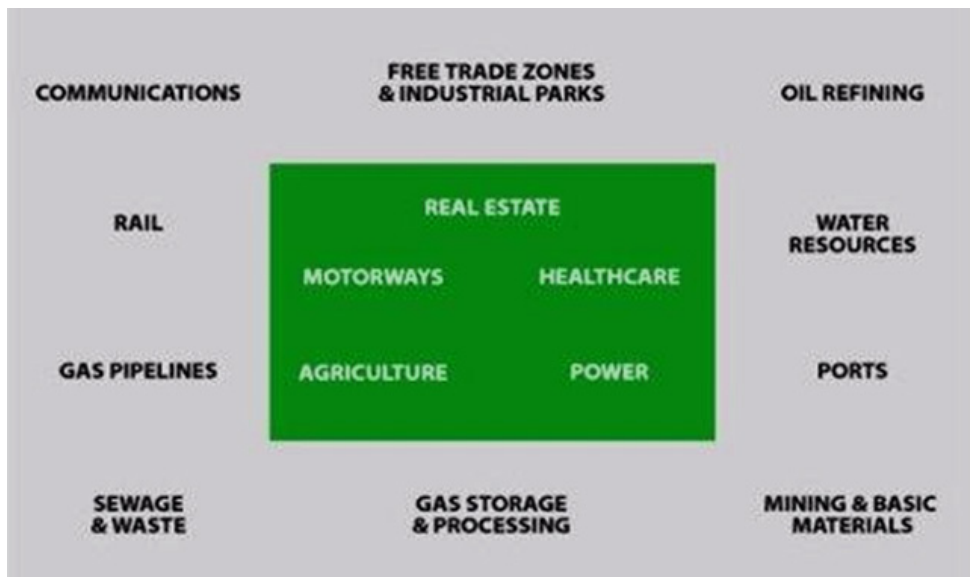 COMMUNICATIONS
FREE TRADE ZONES
& INDUSTRIAL PARKS
OIL REFINING
RAIL
REAL ESTATE
WATER
RESOURCES
MOTORWAYS
HEALTHCARE
GAS PIPELINES
AGRICULTURE
POWER
PORTS
SEWAGE
& WASTE
GAS STORAGE
& PROCESSING
MINING & BASIC
MATERIALS